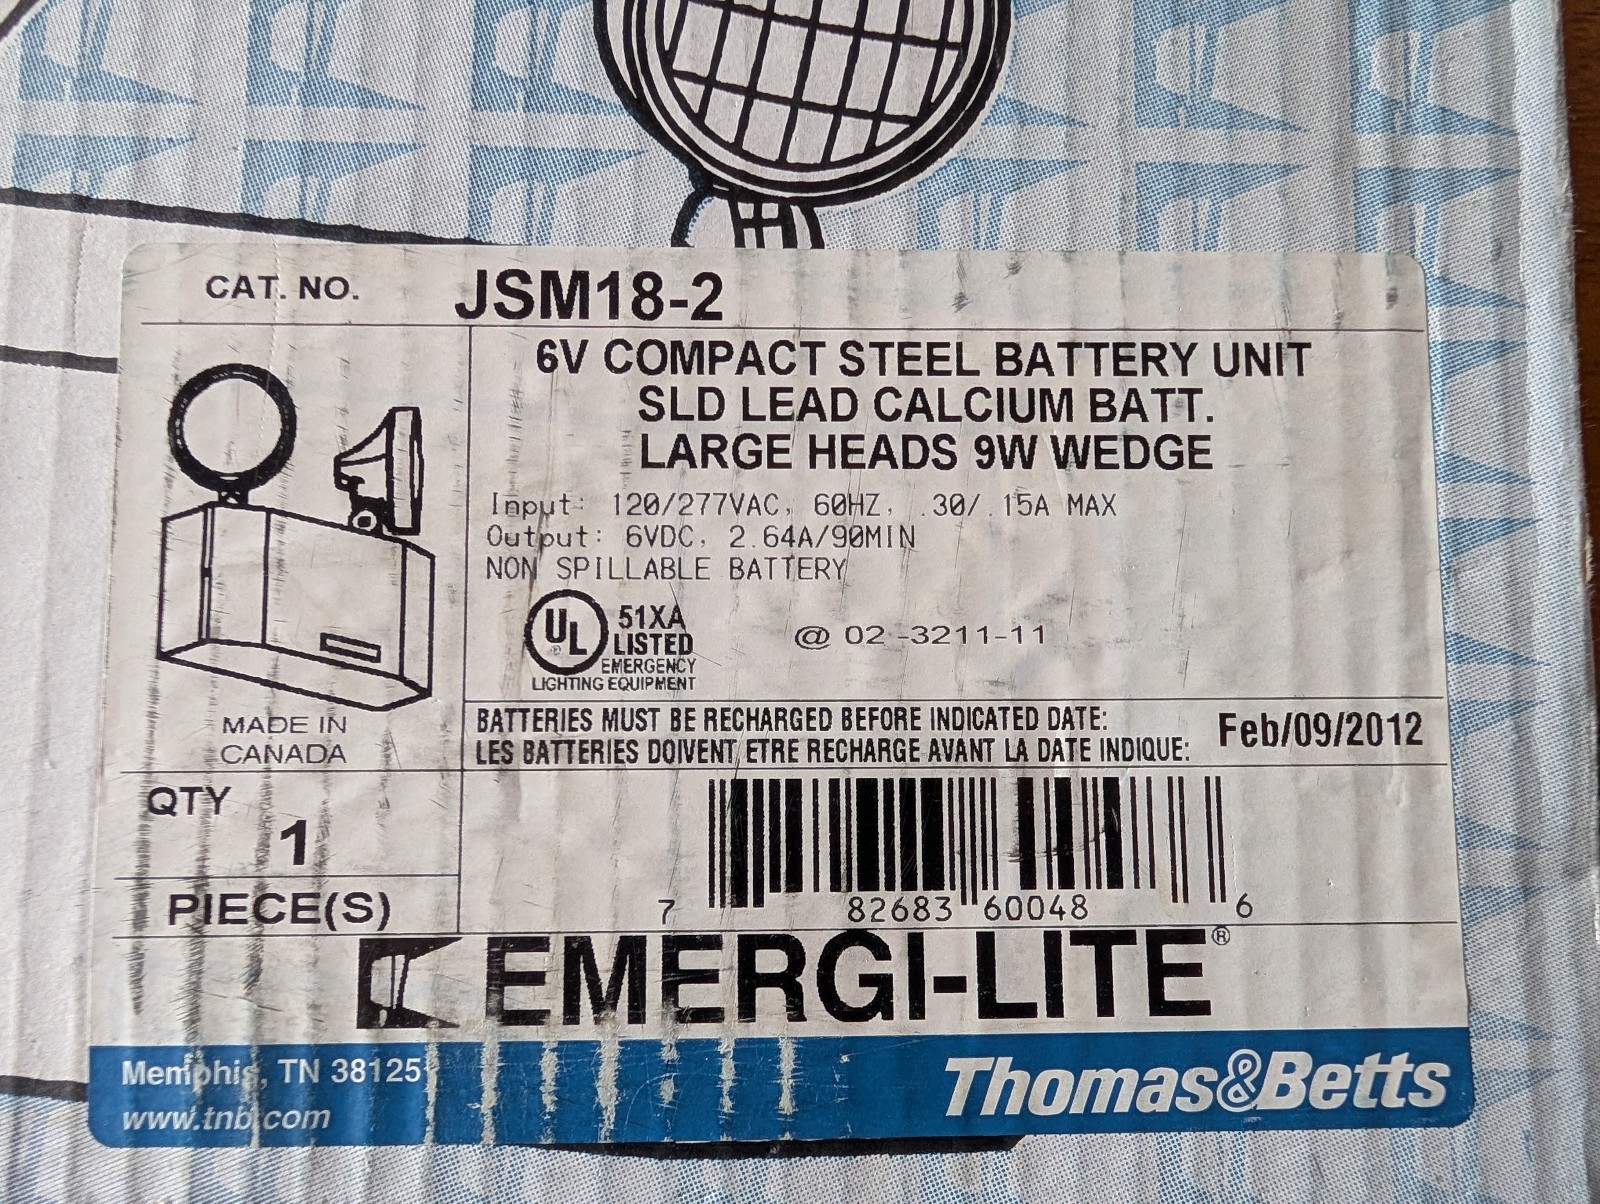 CAT. NO. JSM18-2
6V COMPACT STEEL BATTERY UNIT
SLD LEAD CALCIUM BATT.
LARGE HEADS 9W WEDGE
Input: 120/277VAC, 60HZ, .30/.15A MAX
Output: 6VDC, 2.64A/90MIN
NON SPILLABLE BATTERY
UL 51XA
LISTED
EMERGENCY
LIGHTING EQUIPMENT
@ 02-3211-11
MADE IN
CANADA
BATTERIES MUST BE RECHARGED BEFORE INDICATED DATE:
LES BATTERIES DOIVENT ETRE RECHARGE AVANT LA DATE INDIQUE:
Feb/09/2012
QTY
1
PIECE(S)
7 82683 60048 6
EMERGI-LITE®
Memphis, TN 38125
www.tnb.com
Thomas&Betts